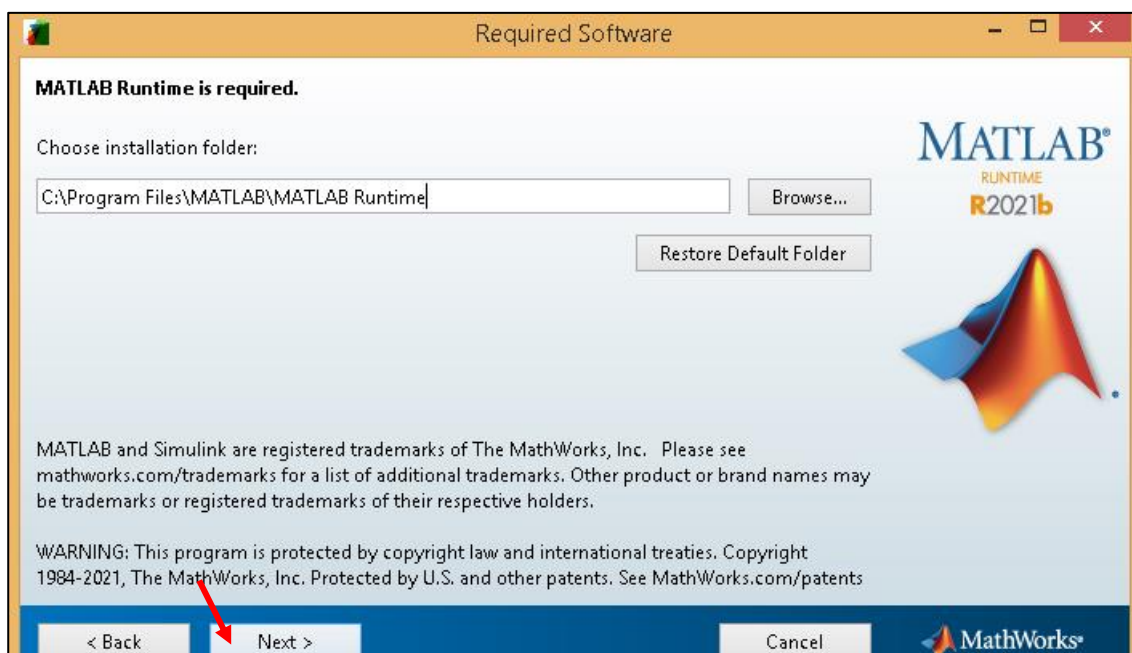 Required Software
MATLAB Runtime is required.
Choose installation folder:
C:\Program Files\MATLAB\MATLAB Runtime
Browse...
Restore Default Folder
MATLAB®
RUNTIME
R2021b
MATLAB and Simulink are registered trademarks of The MathWorks, Inc.   Please see
mathworks.com/trademarks for a list of additional trademarks. Other product or brand names may
be trademarks or registered trademarks of their respective holders.
WARNING: This program is protected by copyright law and international treaties. Copyright
1984-2021, The MathWorks, Inc. Protected by U.S. and other patents. See MathWorks.com/patents
< Back
Next >
Cancel
MathWorks®